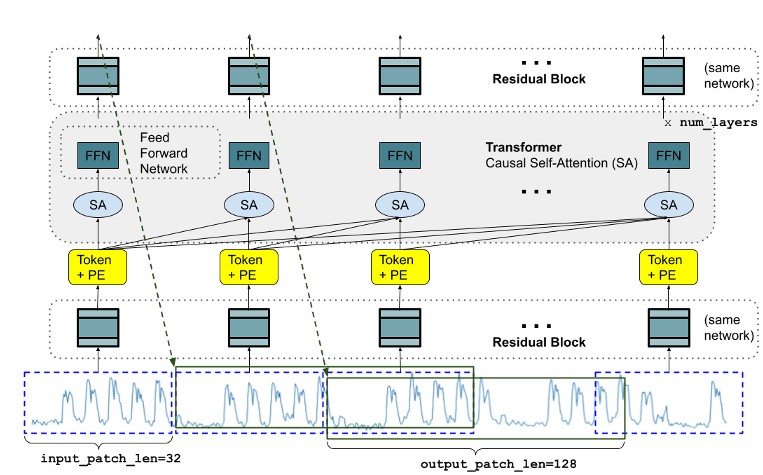 • • •
Residual Block
(same
network)
x num_layers
Feed
Forward
Network
Transformer
Causal Self-Attention (SA)
FFN
FFN
FFN
FFN
• • •
SA
SA
SA
SA
Token
+ PE
Token
+ PE
Token
+ PE
Token
+ PE
• • •
Residual Block
(same
network)
input_patch_len=32
output_patch_len=128